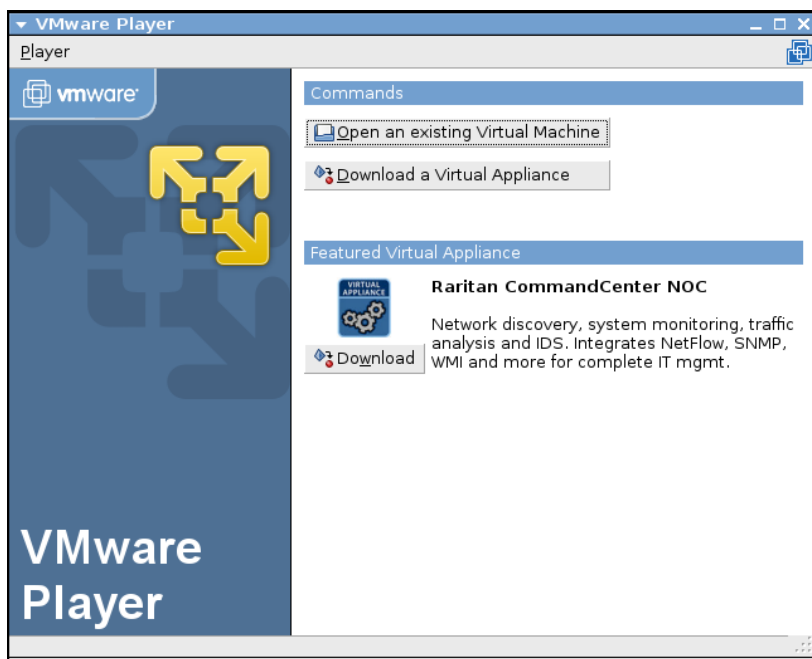 VMware Player
Player
vmware
Commands
Open an existing Virtual Machine
Download a Virtual Appliance
Featured Virtual Appliance
VIRTUAL
APPLIANCE
Raritan CommandCenter NOC
Network discovery, system monitoring, traffic
analysis and IDS. Integrates NetFlow, SNMP,
WMI and more for complete IT mgmt.
Download
VMware
Player